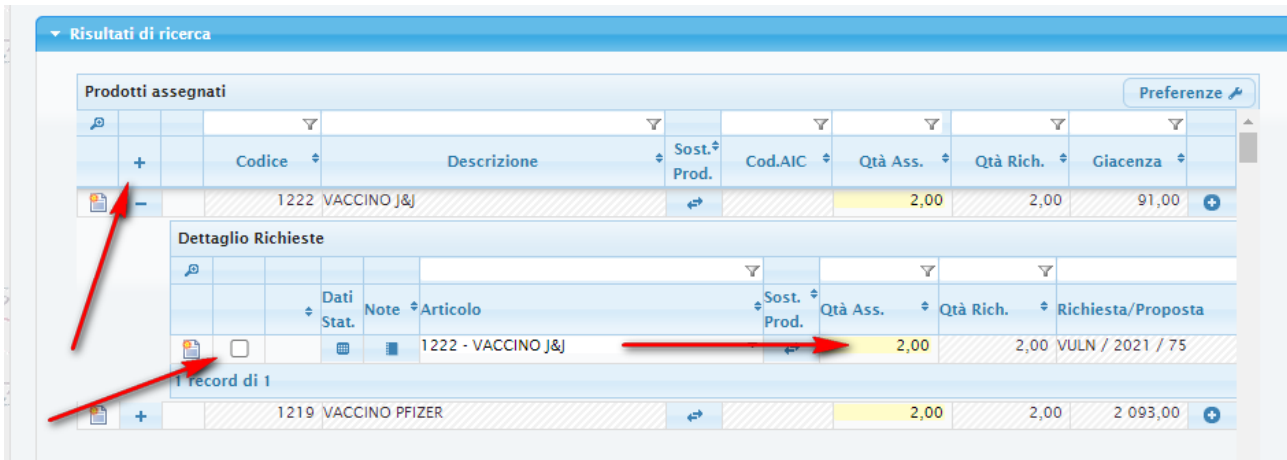 Risultati di ricerca
Prodotti assegnati Preferenze
+ Codice Descrizione Sost. Prod. Cod.AIC Qtà Ass. Qtà Rich. Giacenza
− 1222 VACCINO J&J 2,00 2,00 91,00
Dettaglio Richieste
Dati Stat. Note Articolo Sost. Prod. Qtà Ass. Qtà Rich. Richiesta/Proposta
1222 - VACCINO J&J 2,00 2,00 VULN / 2021 / 75
1 record di 1
+ 1219 VACCINO PFIZER 2,00 2,00 2 093,00